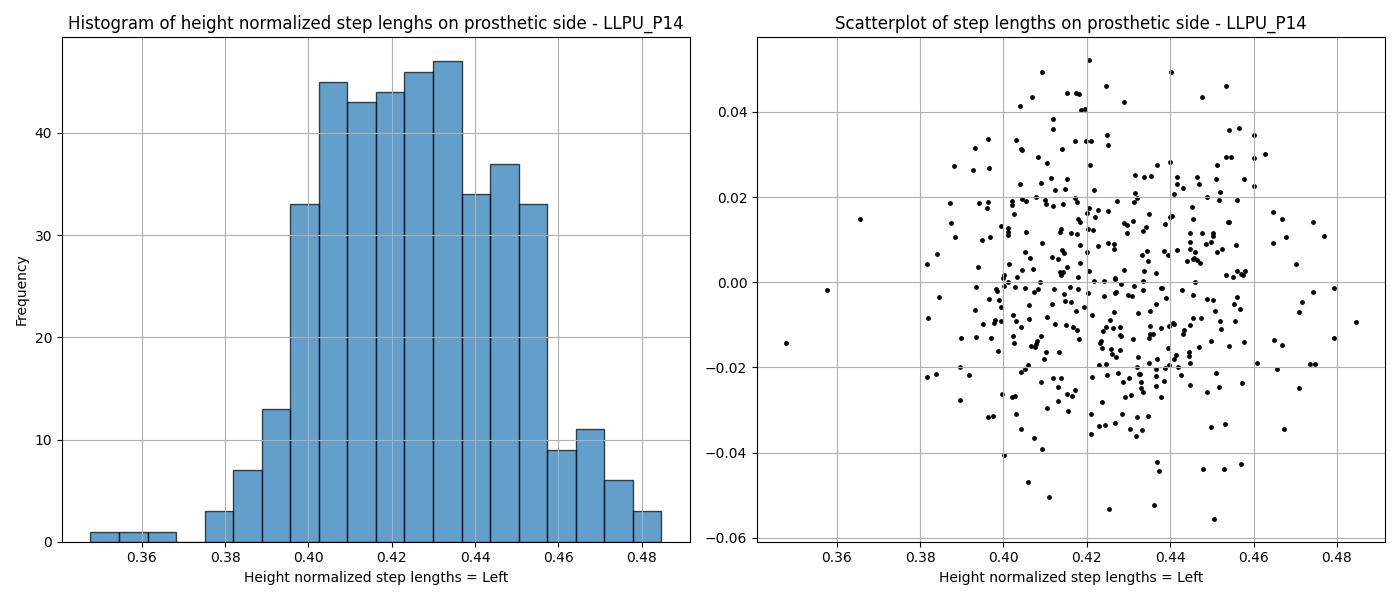 Histogram of height normalized step lenghs on prosthetic side - LLPU_P14
Frequency
40
30
20
10
0
0.36 0.38 0.40 0.42 0.44 0.46 0.48
Height normalized step lengths = Left
Scatterplot of step lengths on prosthetic side - LLPU_P14
0.04
0.02
0.00
−0.02
−0.04
−0.06
0.36 0.38 0.40 0.42 0.44 0.46 0.48
Height normalized step lengths = Left